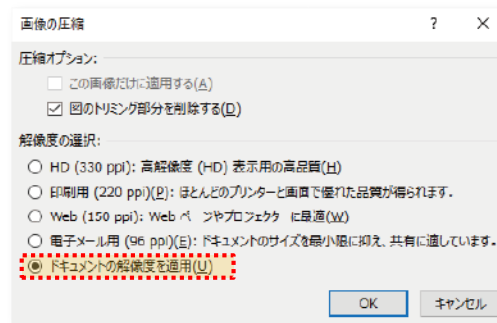 画像の圧縮 ? ×
圧縮オプション:
この画像だけに適用する(A)
図のトリミング部分を削除する(D)
解像度の選択:
HD (330 ppi): 高解像度 (HD) 表示用の高品質(H)
印刷用 (220 ppi)(P): ほとんどのプリンターと画面で優れた品質が得られます。
Web (150 ppi): Web ページやプロジェクターに最適(W)
電子メール用 (96 ppi)(E): ドキュメントのサイズを最小限に抑え、共有に適しています。
ドキュメントの解像度を適用(U)
OK キャンセル